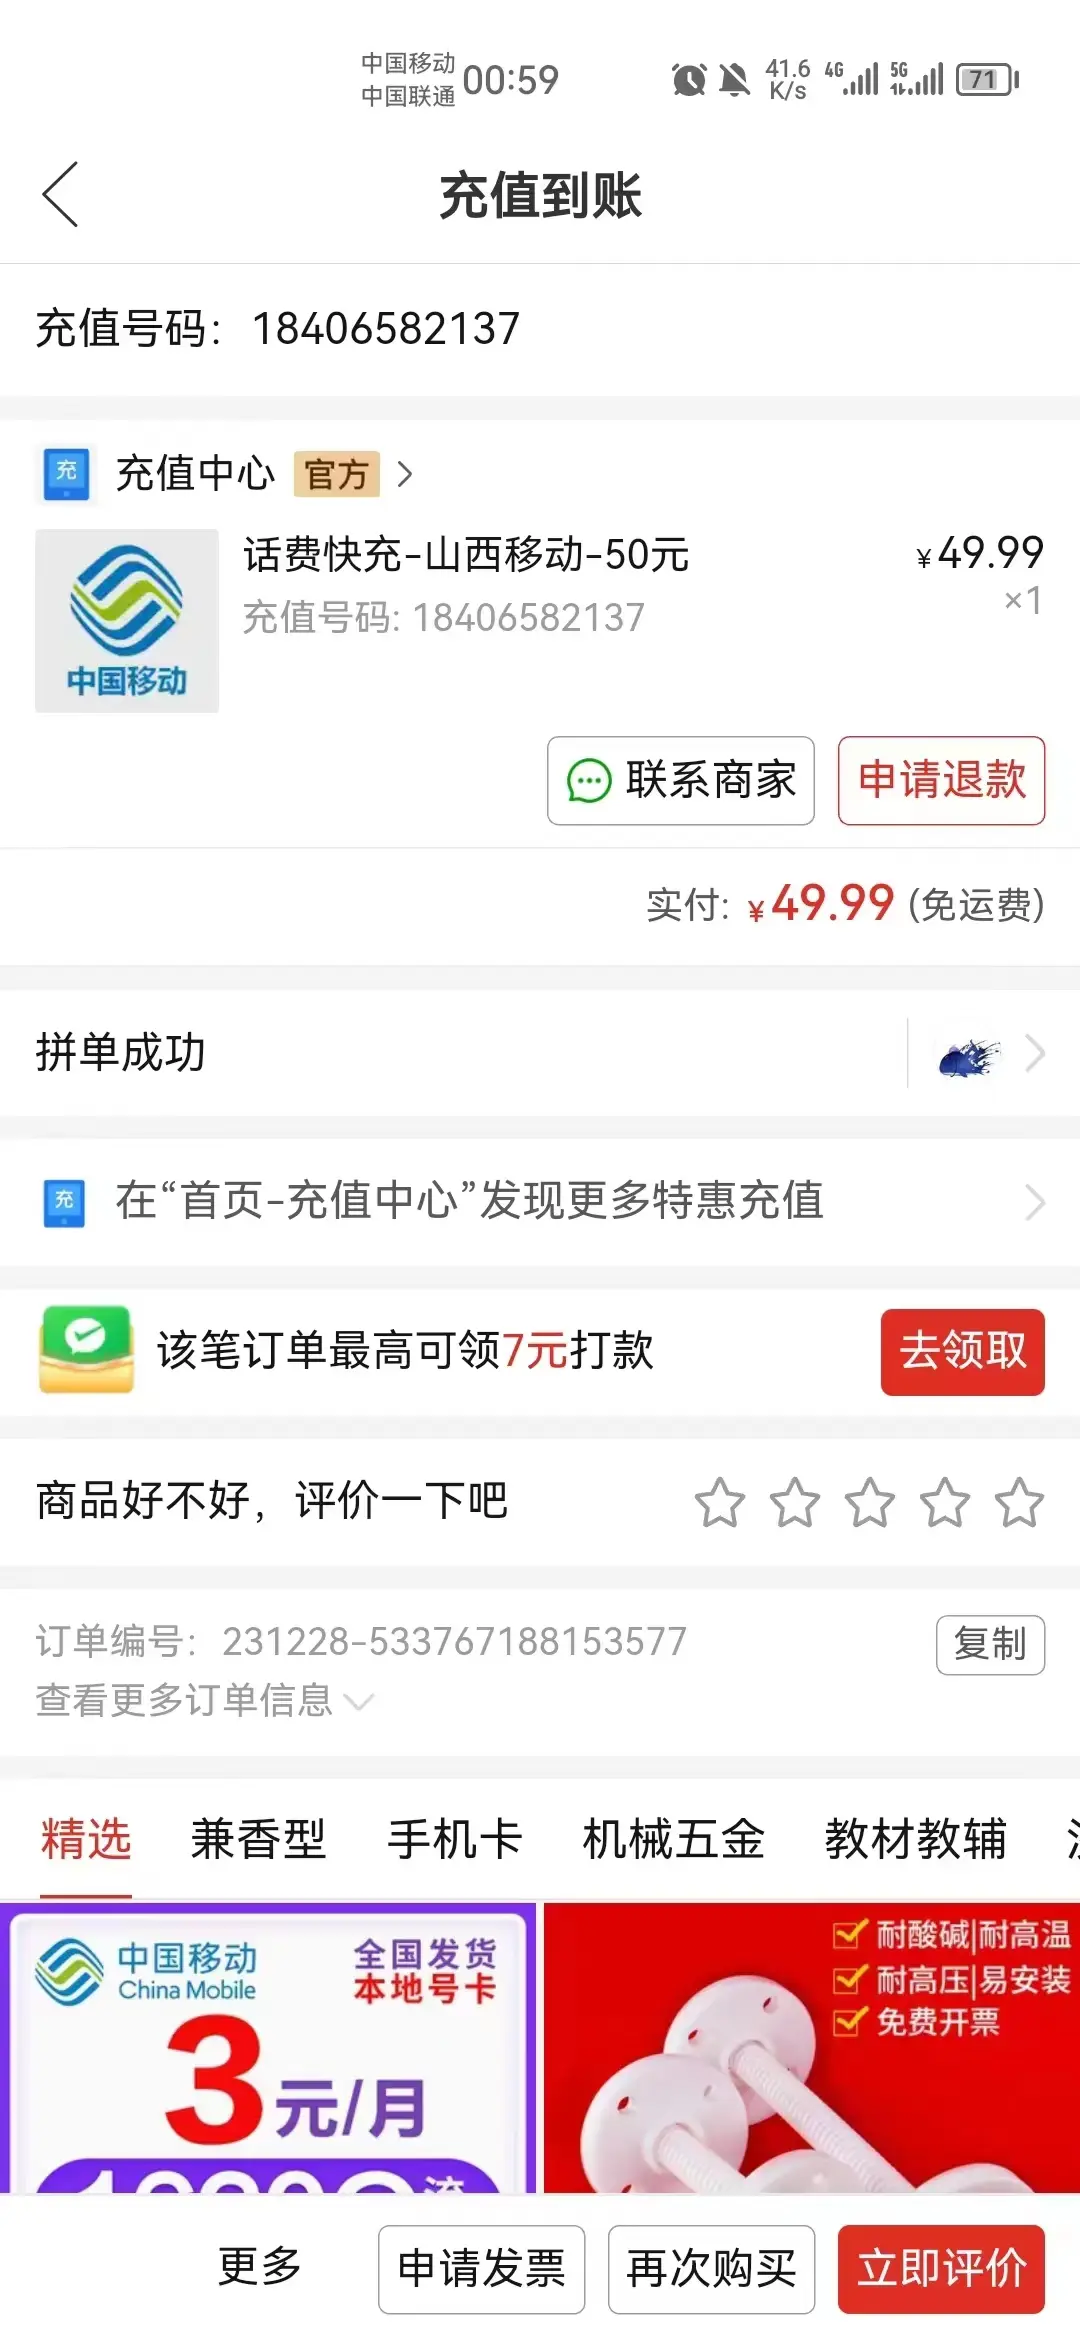 中国移动
中国联通
00:59
41.6
K/s
4G
5G
71
充值到账
充值号码: 18406582137
充
充值中心 官方
话费快充-山西移动-50元 ¥49.99
充值号码: 18406582137 ×1
中国移动
联系商家 申请退款
实付: ¥49.99 (免运费)
拼单成功
充 在“首页-充值中心”发现更多特惠充值
该笔订单最高可领7元打款 去领取
商品好不好，评价一下吧
订单编号: 231228-533767188153577 复制
查看更多订单信息
精选 兼香型 手机卡 机械五金 教材教辅
中国移动
China Mobile
全国发货
本地号卡
3元/月
耐酸碱|耐高温
耐高压|易安装
免费开票
更多 申请发票 再次购买 立即评价